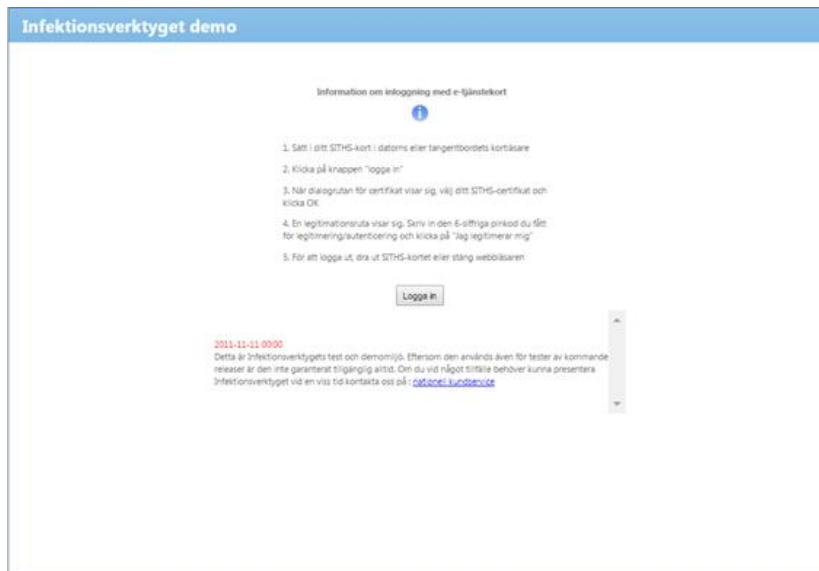 Infektionsverktyget demo
Information om inloggning med e-tjänstekort
1. Sätt i ditt SITHS-kort i datorns eller tangentbordets kortläsare
2. Klicka på knappen "logga in"
3. När dialogrutan för certifikat visar sig, välj ditt SITHS-certifikat och
klicka OK
4. En legitimationsruta visar sig. Skriv in den 6-siffriga pinkod du fått
för legitimering/autenticering och klicka på "Jag legitimerar mig"
5. För att logga ut, dra ut SITHS-kortet eller stäng webbläsaren
Logga in
2011-11-11 00:00
Detta är Infektionsverktygets test och demomiljö. Eftersom den används även för tester av kommande
releaser är den inte garanterat tillgänglig alltid. Om du vid något tillfälle behöver kunna presentera
Infektionsverktyget vid en viss tid kontakta oss på : nationell kundservice